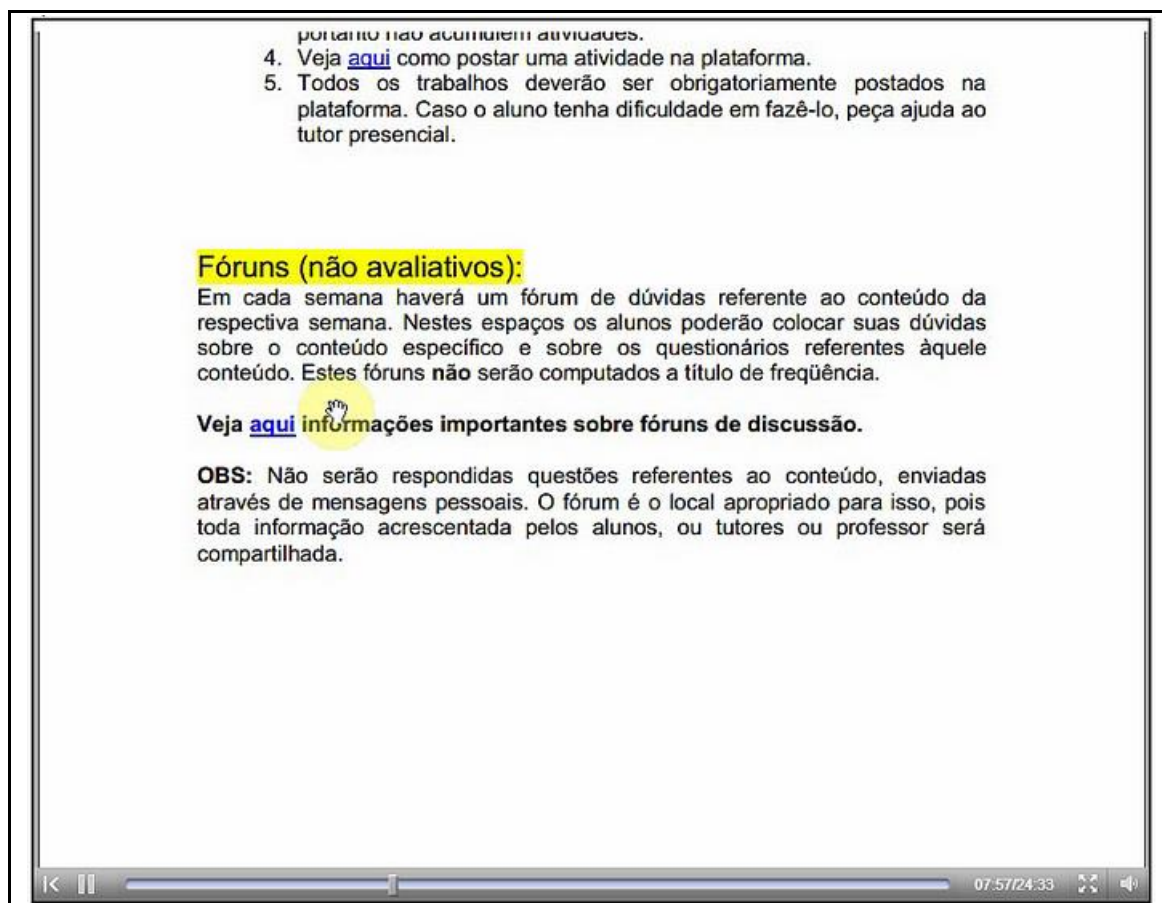 portanto não acumulem atividades.
4. Veja aqui como postar uma atividade na plataforma.
5. Todos os trabalhos deverão ser obrigatoriamente postados na
plataforma. Caso o aluno tenha dificuldade em fazê-lo, peça ajuda ao
tutor presencial.
Fóruns (não avaliativos):
Em cada semana haverá um fórum de dúvidas referente ao conteúdo da
respectiva semana. Nestes espaços os alunos poderão colocar suas dúvidas
sobre o conteúdo específico e sobre os questionários referentes àquele
conteúdo. Estes fóruns não serão computados a título de freqüência.
Veja aqui informações importantes sobre fóruns de discussão.
OBS: Não serão respondidas questões referentes ao conteúdo, enviadas
através de mensagens pessoais. O fórum é o local apropriado para isso, pois
toda informação acrescentada pelos alunos, ou tutores ou professor será
compartilhada.
07:57/24:33